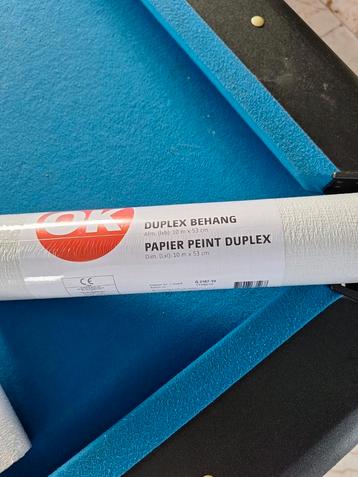 OK
DUPLEX BEHANG
Afm. (lxb): 10 m x 53 cm
PAPIER PEINT DUPLEX
Dim. (Lxl): 10 m x 53 cm
CE